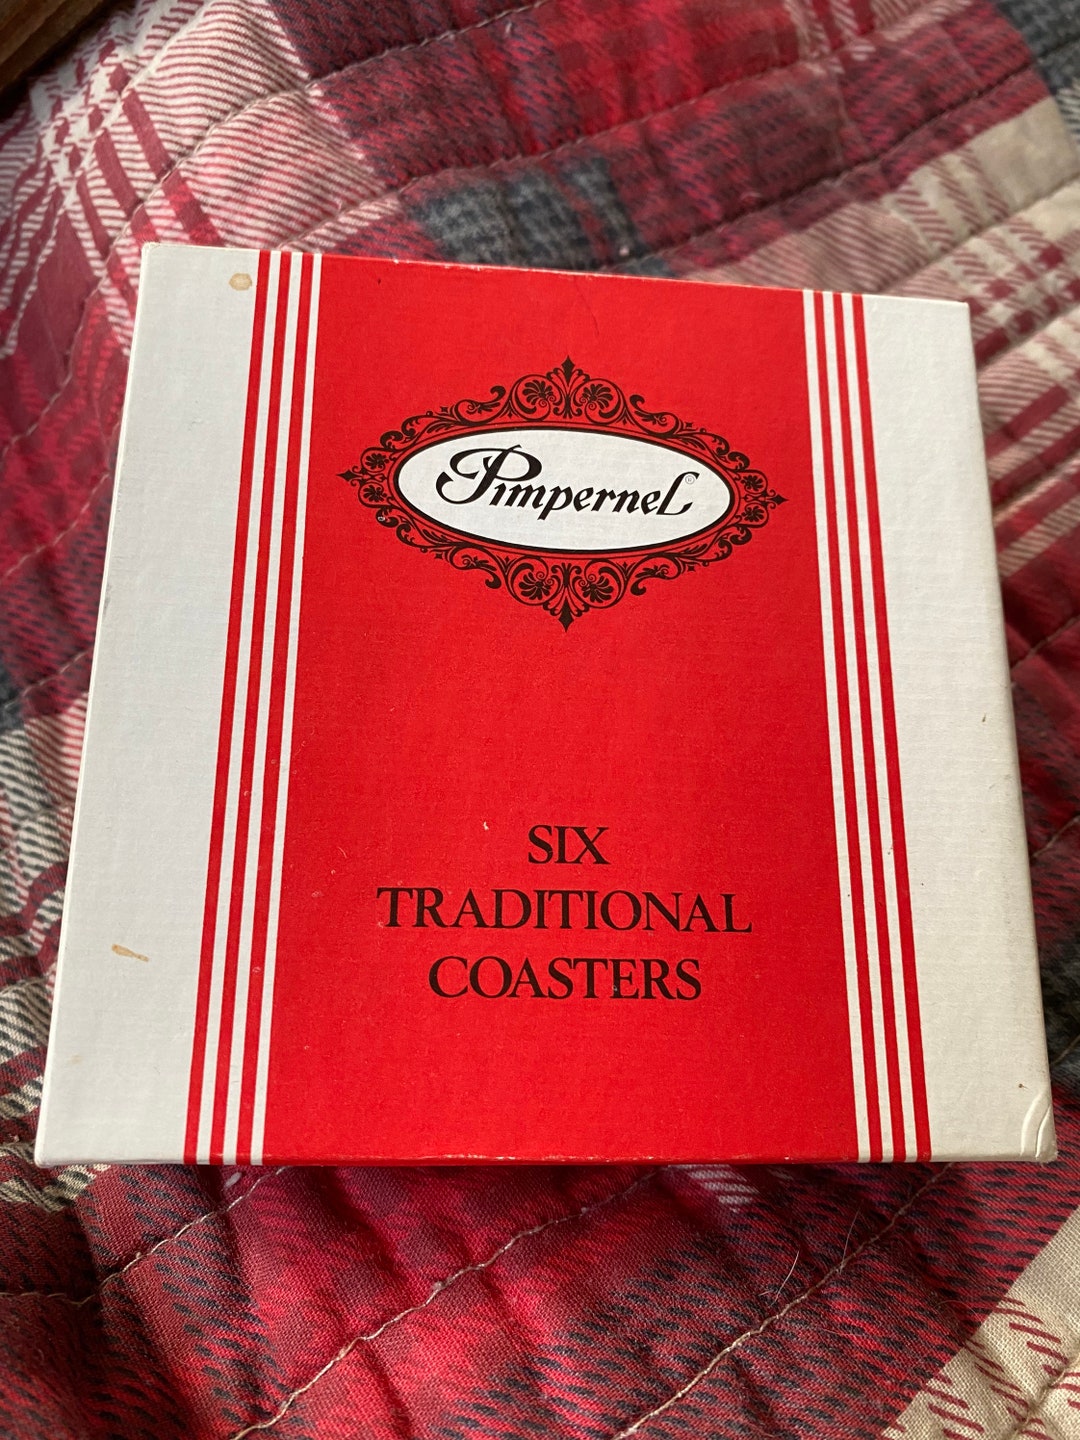 Pimpernel®
SIX
TRADITIONAL
COASTERS